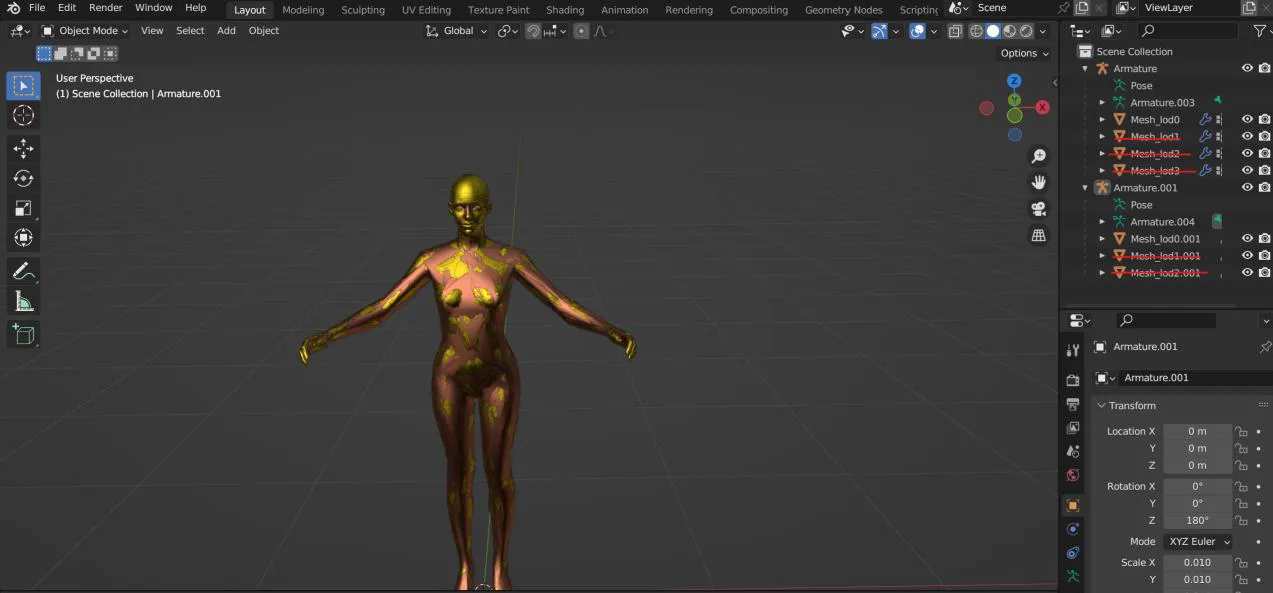 File Edit Render Window Help Layout Modeling Sculpting UV Editing Texture Paint Shading Animation Rendering Compositing Geometry Nodes Scripting Scene ViewLayer
Object Mode View Select Add Object Global
Options
User Perspective
(1) Scene Collection | Armature.001
Z
Y
X
Scene Collection
Armature
Pose
Armature.003
Mesh_lod0
Mesh_lod1
Mesh_lod2
Mesh_lod3
Armature.001
Pose
Armature.004
Mesh_lod0.001
Mesh_lod1.001
Mesh_lod2.001
Armature.001
Armature.001
Transform
Location X 0 m
Y 0 m
Z 0 m
Rotation X 0°
Y 0°
Z 180°
Mode XYZ Euler
Scale X 0.010
Y 0.010